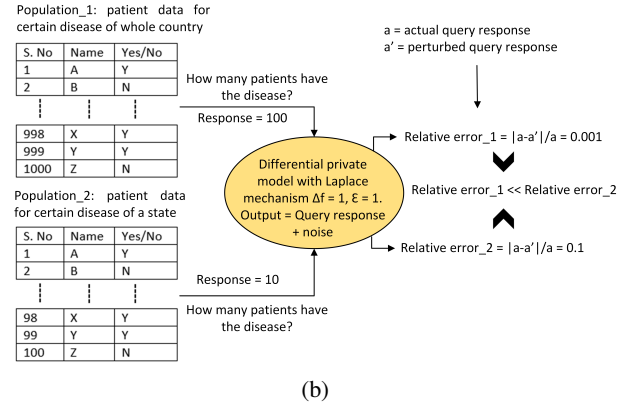 Population_1: patient data for
certain disease of whole country
S. No Name Yes/No
1 A Y
2 B N
998 X Y
999 Y Y
1000 Z N
How many patients have
the disease?
Response = 100
a = actual query response
a' = perturbed query response
Differential private
model with Laplace
mechanism Δf = 1, Ɛ = 1.
Output = Query response
+ noise
Relative error_1 = |a-a'|/a = 0.001
Relative error_1 << Relative error_2
Relative error_2 = |a-a'|/a = 0.1
Population_2: patient data
for certain disease of a state
S. No Name Yes/No
1 A Y
2 B N
98 X Y
99 Y Y
100 Z N
Response = 10
How many patients have
the disease?
(b)